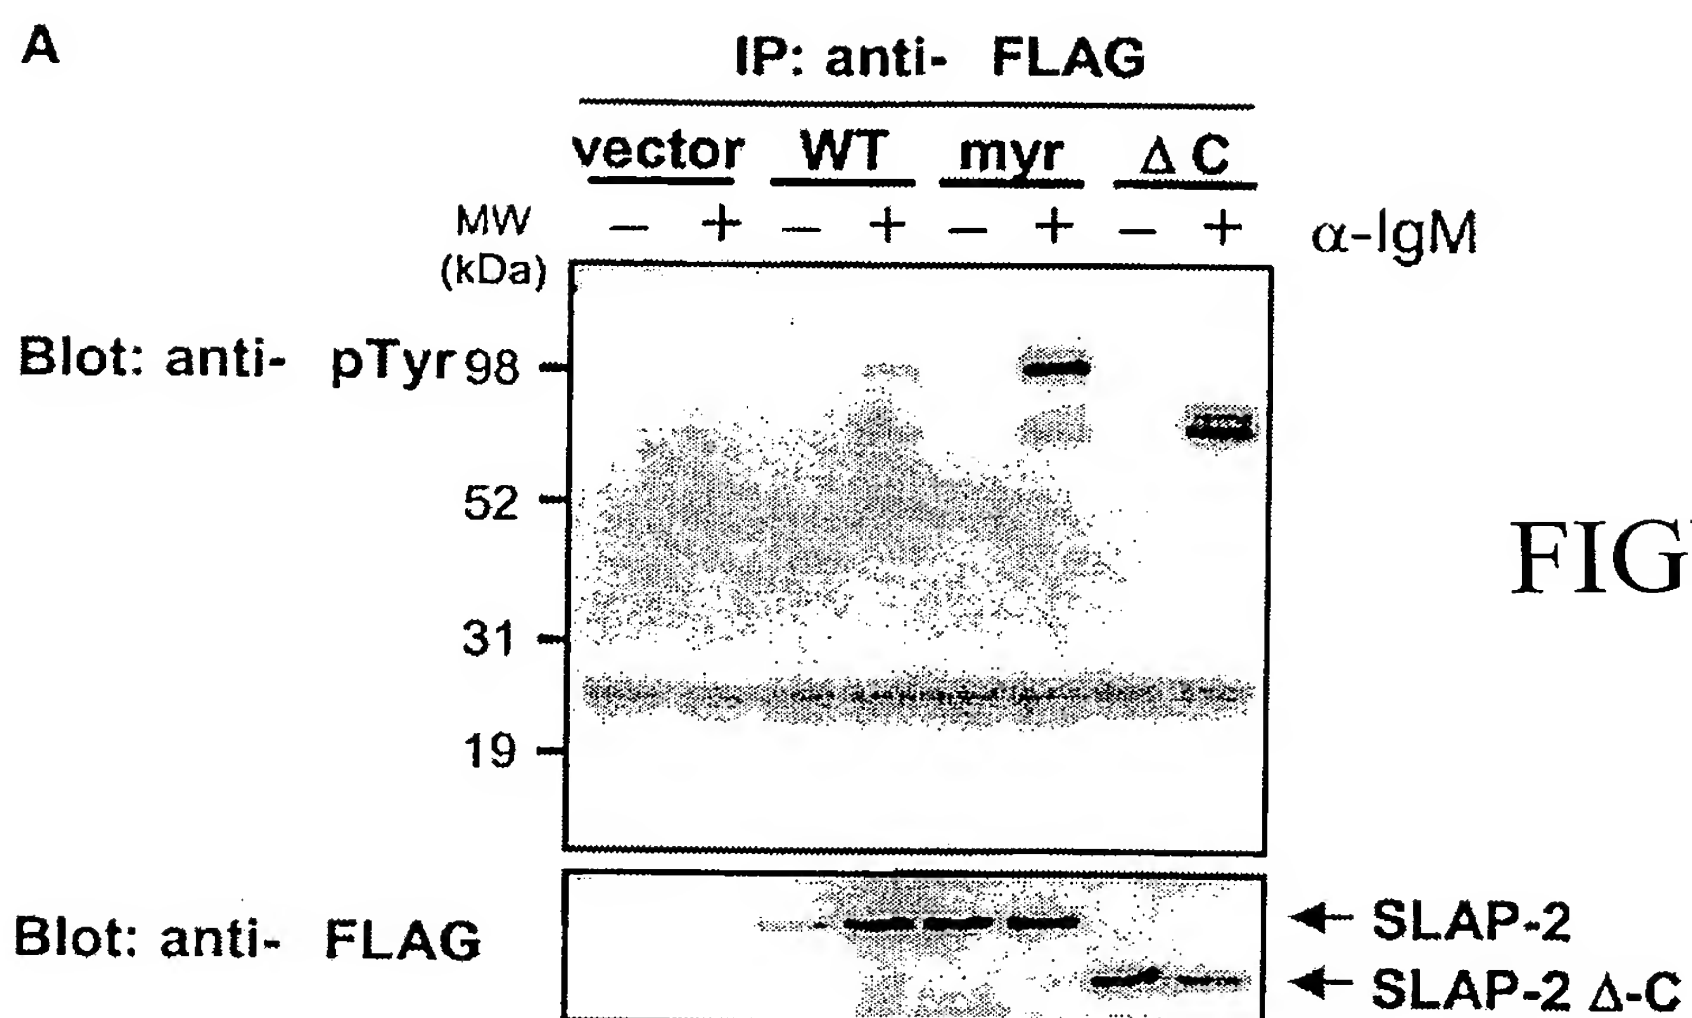 A
IP: anti- FLAG
vector WT myr Δ C
MW (kDa) – + – + – + – + α-IgM
Blot: anti- pTyr 98
52
31
19
FIG
Blot: anti- FLAG
← SLAP-2
← SLAP-2 Δ-C